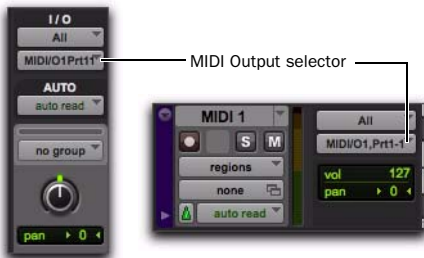 I/O
All
MIDI/O1Prt11
AUTO
auto read
no group
pan 0
MIDI Output selector
MIDI 1
S M
regions
none
auto read
All
MIDI/O1,Prt1-1
vol 127
pan 0